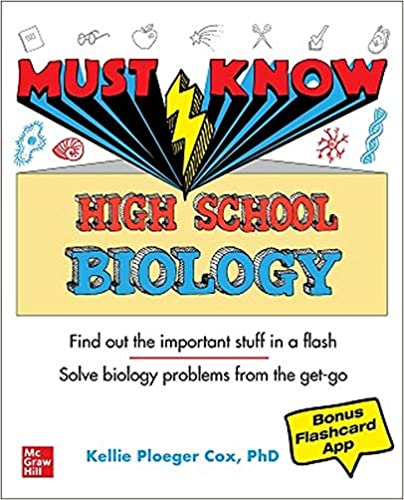 MUST KNOW
HIGH SCHOOL
BIOLOGY
Find out the important stuff in a flash
Solve biology problems from the get-go
Bonus
Flashcard
App
Mc
Graw
Hill
Kellie Ploeger Cox, PhD